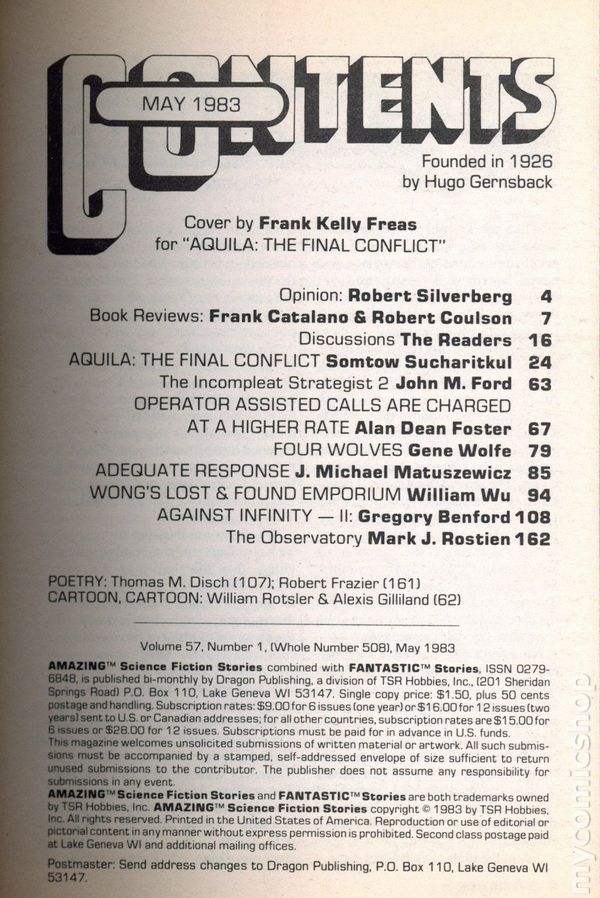 CONTENTS
MAY 1983
Founded in 1926
by Hugo Gernsback
Cover by Frank Kelly Freas
for "AQUILA: THE FINAL CONFLICT"
Opinion: Robert Silverberg 4
Book Reviews: Frank Catalano & Robert Coulson 7
Discussions The Readers 16
AQUILA: THE FINAL CONFLICT Somtow Sucharitkul 24
The Incompleat Strategist 2 John M. Ford 63
OPERATOR ASSISTED CALLS ARE CHARGED
AT A HIGHER RATE Alan Dean Foster 67
FOUR WOLVES Gene Wolfe 79
ADEQUATE RESPONSE J. Michael Matuszewicz 85
WONG'S LOST & FOUND EMPORIUM William Wu 94
AGAINST INFINITY — II: Gregory Benford 108
The Observatory Mark J. Rostien 162
POETRY: Thomas M. Disch (107); Robert Frazier (161)
CARTOON, CARTOON: William Rotsler & Alexis Gilliland (62)
Volume 57, Number 1, (Whole Number 508), May 1983
AMAZING™ Science Fiction Stories combined with FANTASTIC™ Stories, ISSN 0279-
6848, is published bi-monthly by Dragon Publishing, a division of TSR Hobbies, Inc., (201 Sheridan
Springs Road) P.O. Box 110, Lake Geneva WI 53147. Single copy price: $1.50, plus 50 cents
postage and handling. Subscription rates: $9.00 for 6 issues (one year) or $16.00 for 12 issues (two
years) sent to U.S. or Canadian addresses; for all other countries, subscription rates are $15.00 for
6 issues or $28.00 for 12 issues. Subscriptions must be paid for in advance in U.S. funds.
This magazine welcomes unsolicited submissions of written material or artwork. All such submis-
sions must be accompanied by a stamped, self-addressed envelope of size sufficient to return
unused submissions to the contributor. The publisher does not assume any responsibility for
submissions in any event.
AMAZING™ Science Fiction Stories and FANTASTIC™ Stories are both trademarks owned
by TSR Hobbies, Inc. AMAZING™ Science Fiction Stories copyright © 1983 by TSR Hobbies,
Inc. All rights reserved. Printed in the United States of America. Reproduction or use of editorial or
pictorial content in any manner without express permission is prohibited. Second class postage paid
at Lake Geneva WI and additional mailing offices.
Postmaster: Send address changes to Dragon Publishing, P.O. Box 110, Lake Geneva WI
53147.
mycomicshop